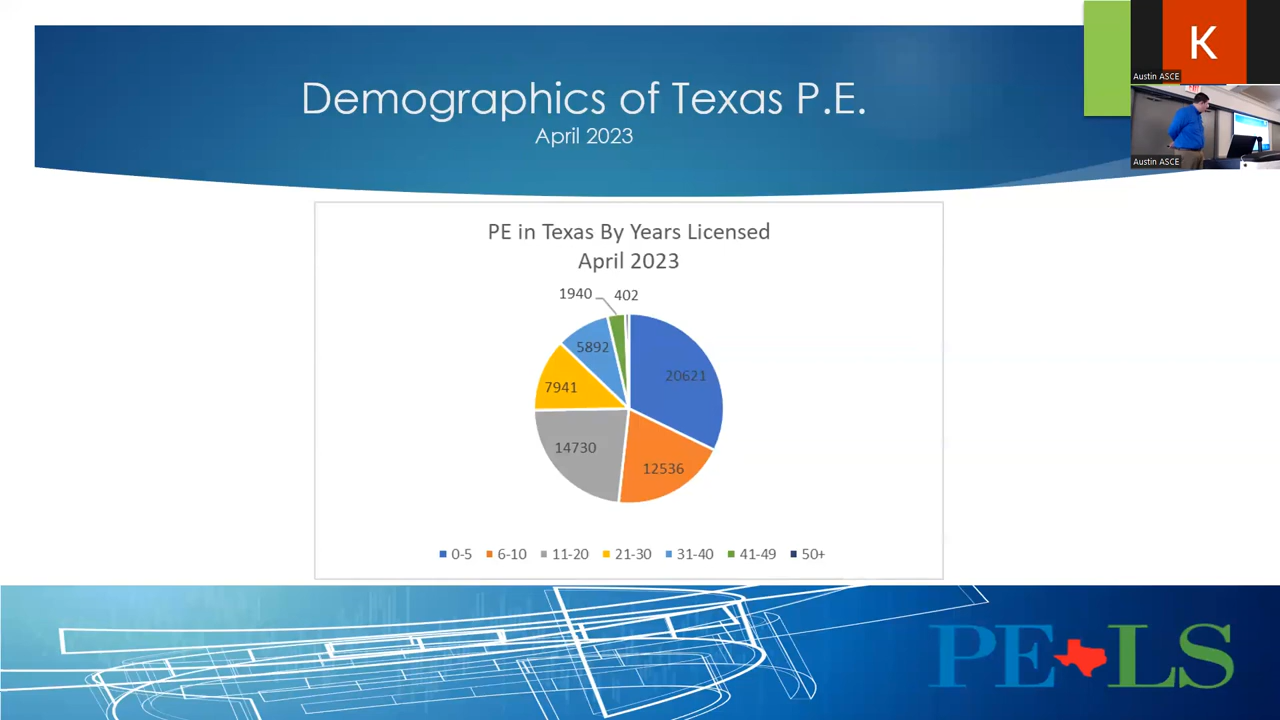 Demographics of Texas P.E.
April 2023
K
Austin ASCE
Austin ASCE
PE in Texas By Years Licensed
April 2023
1940
402
5892
20621
7941
14730
12536
0-5
6-10
11-20
21-30
31-40
41-49
50+
PE LS